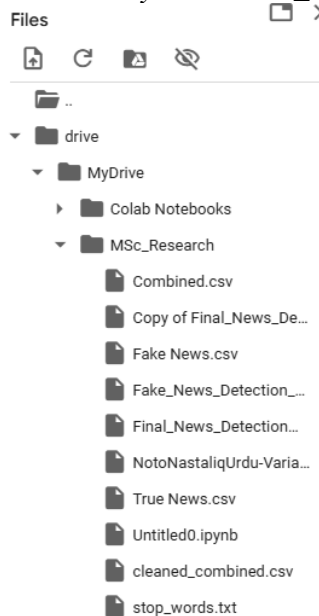 Files
..
drive
MyDrive
Colab Notebooks
MSc_Research
Combined.csv
Copy of Final_News_De...
Fake News.csv
Fake_News_Detection_...
Final_News_Detection...
NotoNastaliqUrdu-Varia...
True News.csv
Untitled0.ipynb
cleaned_combined.csv
stop_words.txt